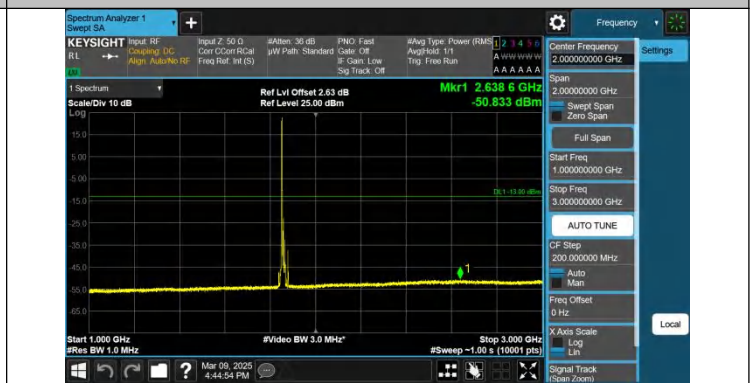 Spectrum Analyzer 1
Swept SA
Frequency
KEYSIGHT
Input: RF
Input Z: 50 Ω
#Atten: 36 dB
PNO: Fast
#Avg Type: Power (RMS)
1 2 3 4 5 6
RL
Coupling: DC
Corr CCorr RCal
µW Path: Standard
Gate: Off
Avg|Hold: 1/1
A W W W W W
Align: Auto/No RF
Freq Ref: Int (S)
IF Gain: Low
Trig: Free Run
Sig Track: Off
A A A A A A
1 Spectrum
Ref Lvl Offset 2.63 dB
Mkr1 2.638 6 GHz
Scale/Div 10 dB
Ref Level 25.00 dBm
-50.833 dBm
Log
15.0
5.00
-5.00
DL1 -13.00 dBm
-15.0
-25.0
-35.0
-45.0
1
-55.0
-65.0
Start 1.000 GHz
#Video BW 3.0 MHz*
Stop 3.000 GHz
#Res BW 1.0 MHz
#Sweep ~1.00 s (10001 pts)
Center Frequency
2.000000000 GHz
Settings
Span
2.00000000 GHz
Swept Span
Zero Span
Full Span
Start Freq
1.000000000 GHz
Stop Freq
3.000000000 GHz
AUTO TUNE
CF Step
200.000000 MHz
Auto
Man
Freq Offset
0 Hz
Local
X Axis Scale
Log
Lin
Signal Track
(Span Zoom)
?
Mar 09, 2025
4:44:54 PM